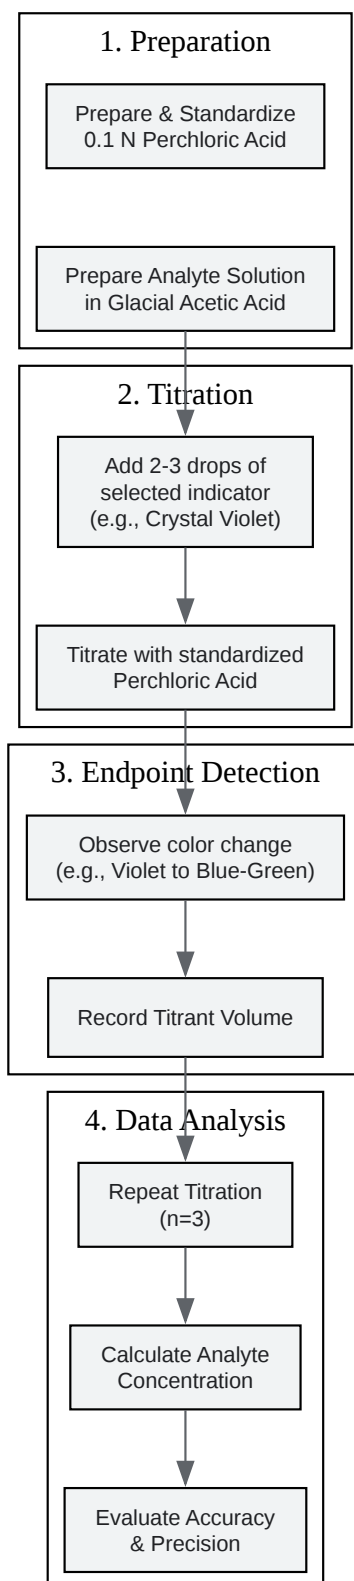 1. Preparation
Prepare & Standardize
0.1 N Perchloric Acid
Prepare Analyte Solution
in Glacial Acetic Acid
2. Titration
Add 2-3 drops of
selected indicator
(e.g., Crystal Violet)
Titrate with standardized
Perchloric Acid
3. Endpoint Detection
Observe color change
(e.g., Violet to Blue-Green)
Record Titrant Volume
4. Data Analysis
Repeat Titration
(n=3)
Calculate Analyte
Concentration
Evaluate Accuracy
& Precision